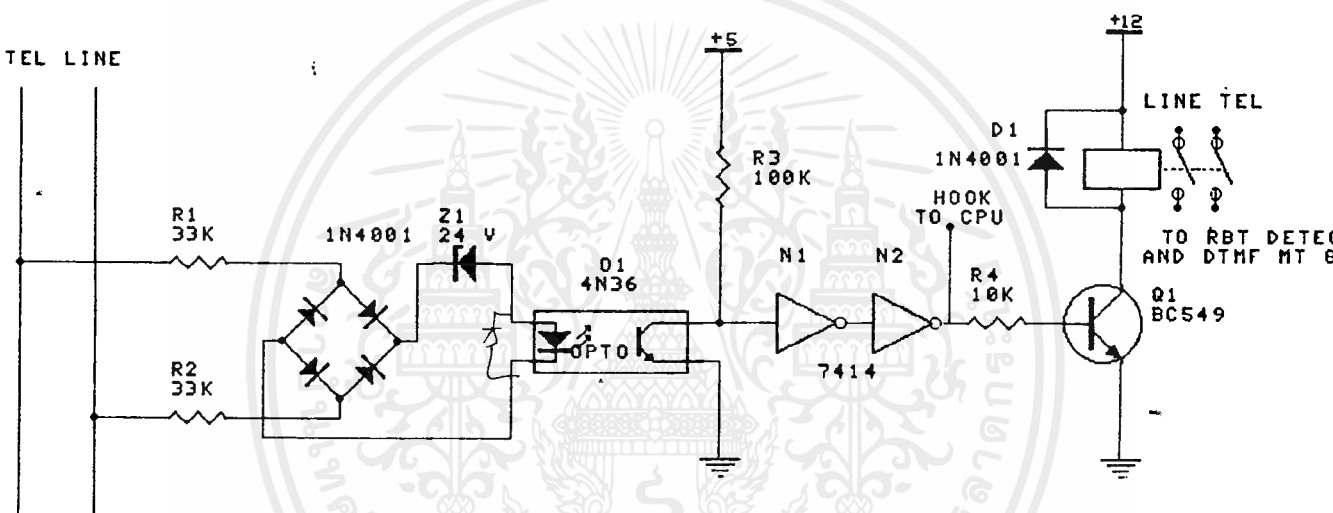 TEL LINE
R1
33K
R2
33K
1N4001
Z1
24 V
O1
4N36
OPTO
+5
R3
100K
N1
N2
7414
HOOK
TO CPU
R4
10K
+12
D1
1N4001
LINE TEL
TO RBT DETEC
AND DTMF MT 8
Q1
BC549